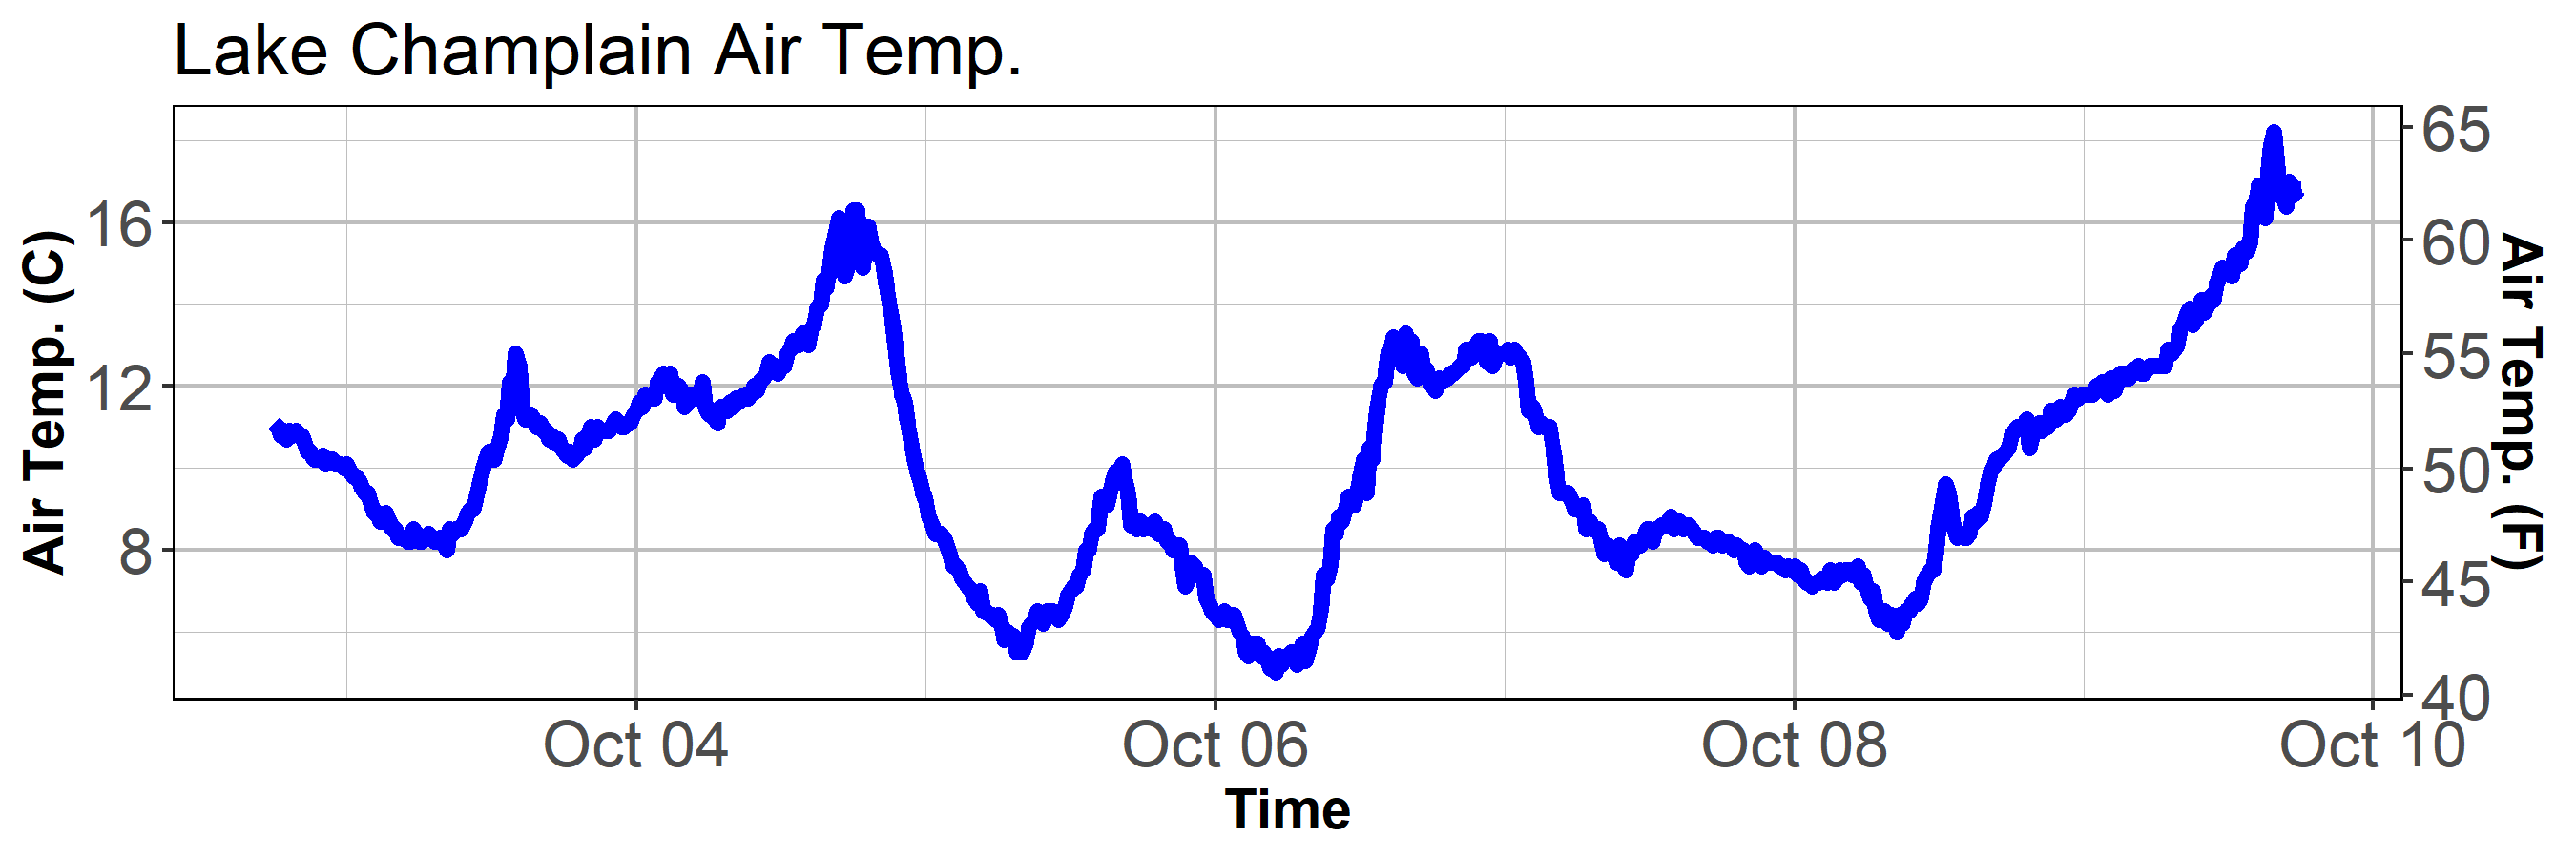 Lake Champlain Air Temp.
Air Temp. (C)
16
12
8
65
60
55
50
45
40
Air Temp. (F)
Oct 04 Oct 06 Oct 08 Oct 10
Time